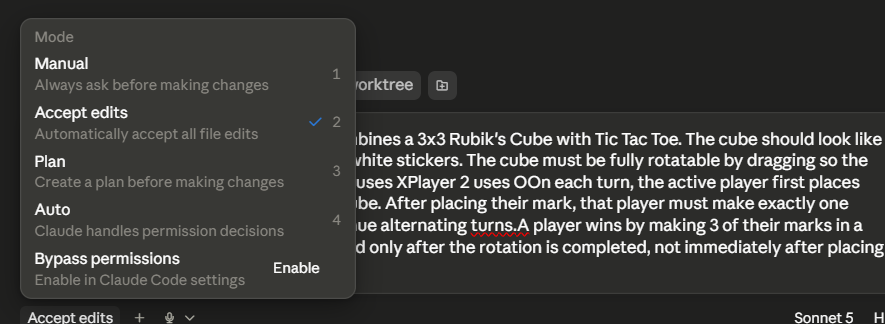 Mode
Manual
Always ask before making changes
1
Accept edits
Automatically accept all file edits
2
Plan
Create a plan before making changes
3
Auto
Claude handles permission decisions
4
Bypass permissions
Enable in Claude Code settings
Enable
worktree
bines a 3x3 Rubik's Cube with Tic Tac Toe. The cube should look like
white stickers. The cube must be fully rotatable by dragging so the
uses XPlayer 2 uses OOn each turn, the active player first places
be. After placing their mark, that player must make exactly one
ue alternating turns.A player wins by making 3 of their marks in a
d only after the rotation is completed, not immediately after placing
Accept edits
Sonnet 5
H